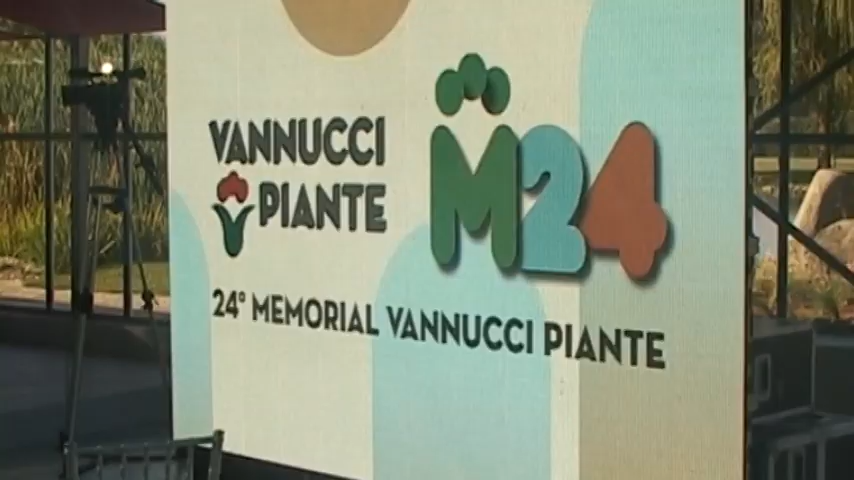 VANNUCCI
PIANTE
M24
24° MEMORIAL VANNUCCI PIANTE